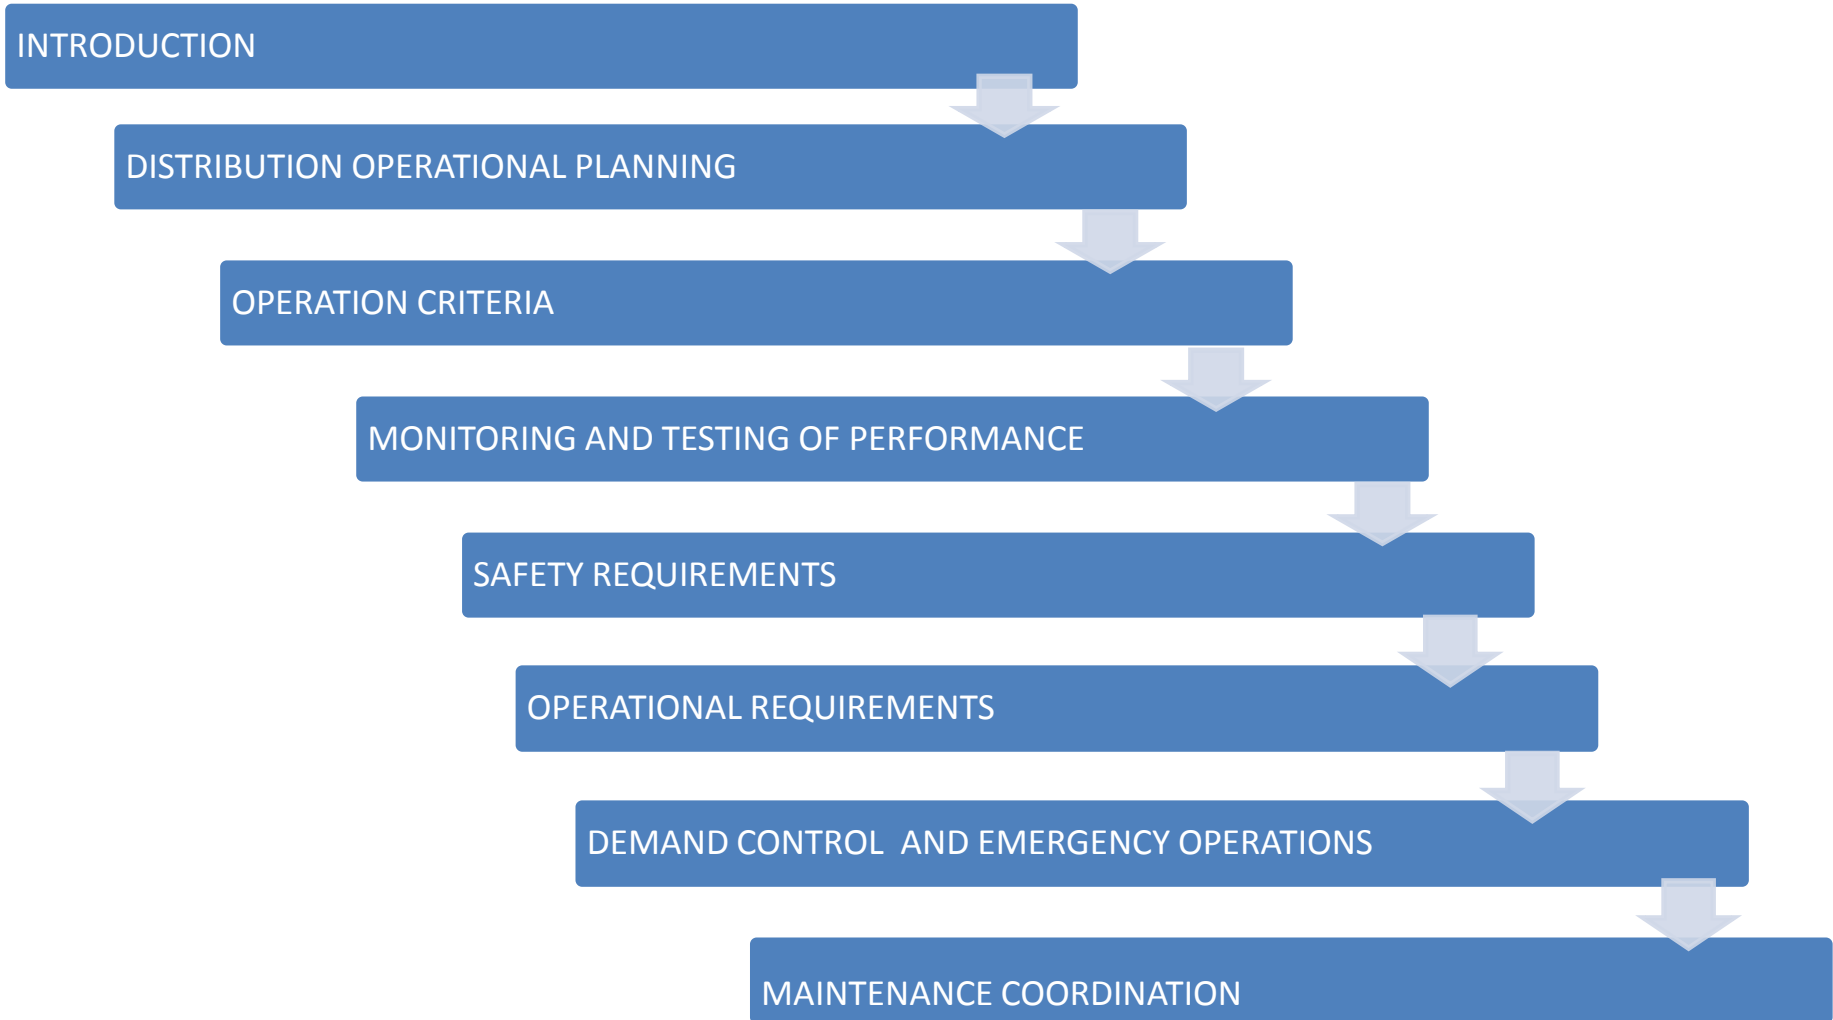 INTRODUCTION
DISTRIBUTION OPERATIONAL PLANNING
OPERATION CRITERIA
MONITORING AND TESTING OF PERFORMANCE
SAFETY REQUIREMENTS
OPERATIONAL REQUIREMENTS
DEMAND CONTROL  AND EMERGENCY OPERATIONS
MAINTENANCE COORDINATION